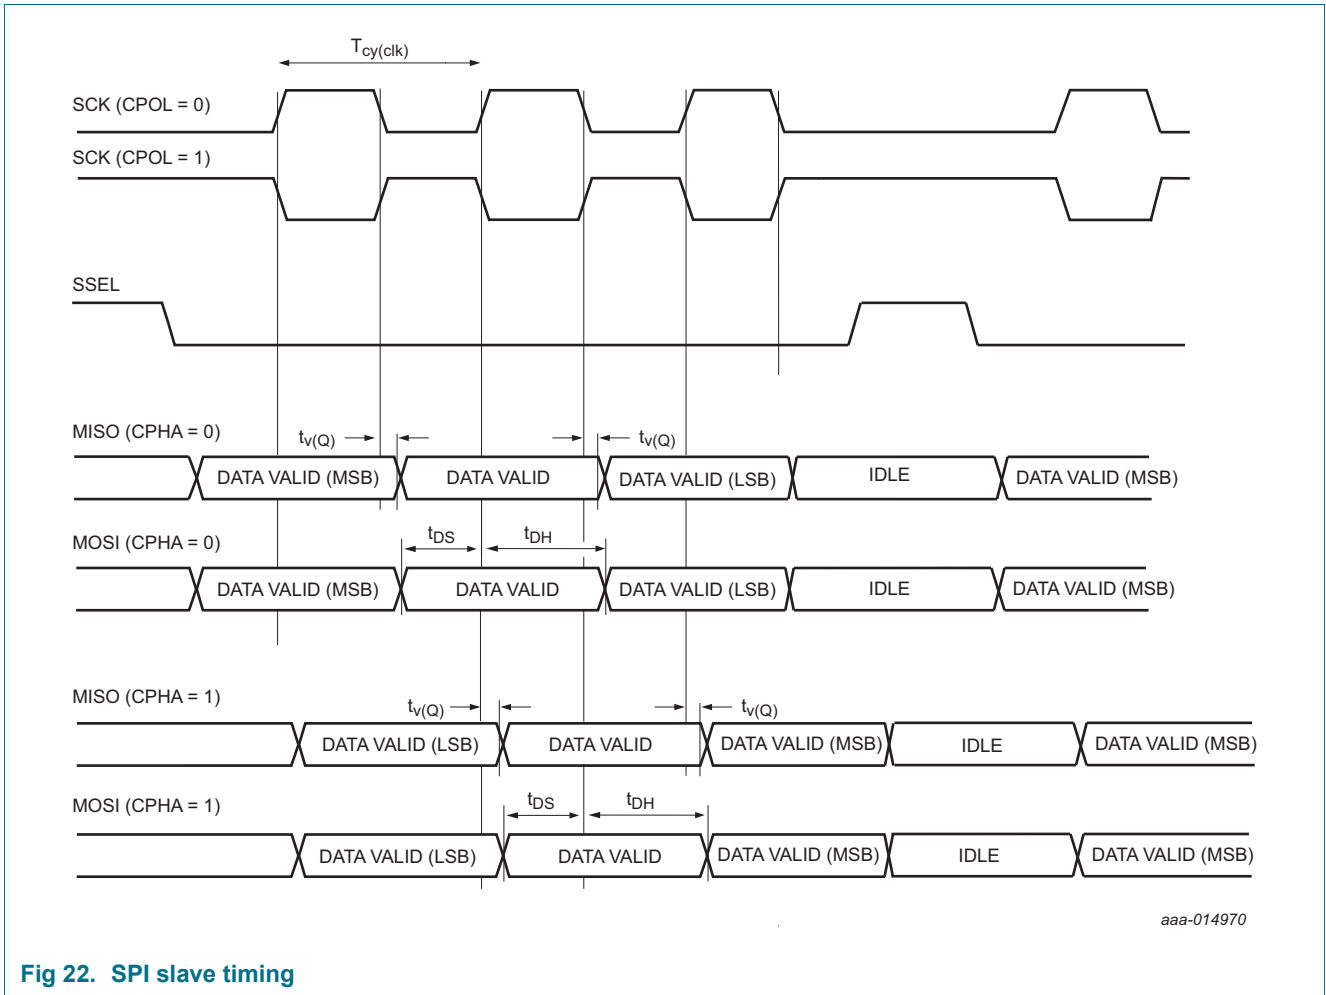 Tcy(clk)
SCK (CPOL = 0)
SCK (CPOL = 1)
SSEL
MISO (CPHA = 0)
tv(Q) tv(Q)
DATA VALID (MSB) DATA VALID DATA VALID (LSB) IDLE DATA VALID (MSB)
MOSI (CPHA = 0)
tDS tDH
DATA VALID (MSB) DATA VALID DATA VALID (LSB) IDLE DATA VALID (MSB)
MISO (CPHA = 1)
tv(Q) tv(Q)
DATA VALID (LSB) DATA VALID DATA VALID (MSB) IDLE DATA VALID (MSB)
MOSI (CPHA = 1)
tDS tDH
DATA VALID (LSB) DATA VALID DATA VALID (MSB) IDLE DATA VALID (MSB)
aaa-014970
Fig 22. SPI slave timing